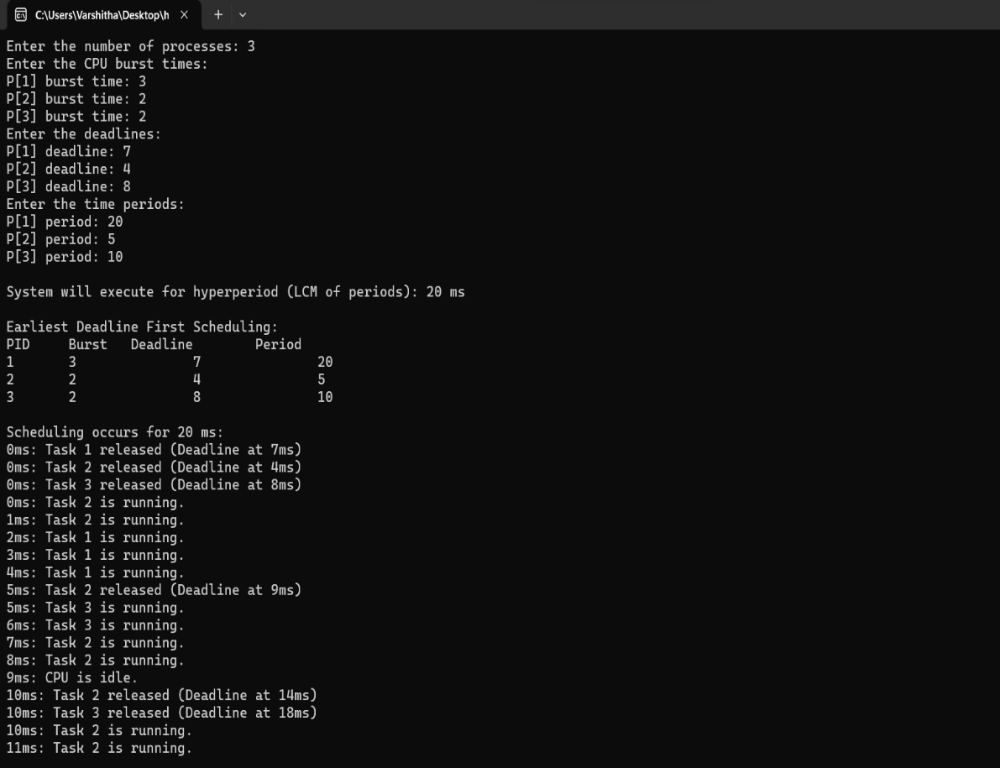 C:\Users\Varshitha\Desktop\h
Enter the number of processes: 3
Enter the CPU burst times:
P[1] burst time: 3
P[2] burst time: 2
P[3] burst time: 2
Enter the deadlines:
P[1] deadline: 7
P[2] deadline: 4
P[3] deadline: 8
Enter the time periods:
P[1] period: 20
P[2] period: 5
P[3] period: 10
System will execute for hyperperiod (LCM of periods): 20 ms
Earliest Deadline First Scheduling:
PID Burst Deadline Period
1 3 7 20
2 2 4 5
3 2 8 10
Scheduling occurs for 20 ms:
0ms: Task 1 released (Deadline at 7ms)
0ms: Task 2 released (Deadline at 4ms)
0ms: Task 3 released (Deadline at 8ms)
0ms: Task 2 is running.
1ms: Task 2 is running.
2ms: Task 1 is running.
3ms: Task 1 is running.
4ms: Task 1 is running.
5ms: Task 2 released (Deadline at 9ms)
5ms: Task 3 is running.
6ms: Task 3 is running.
7ms: Task 2 is running.
8ms: Task 2 is running.
9ms: CPU is idle.
10ms: Task 2 released (Deadline at 14ms)
10ms: Task 3 released (Deadline at 18ms)
10ms: Task 2 is running.
11ms: Task 2 is running.